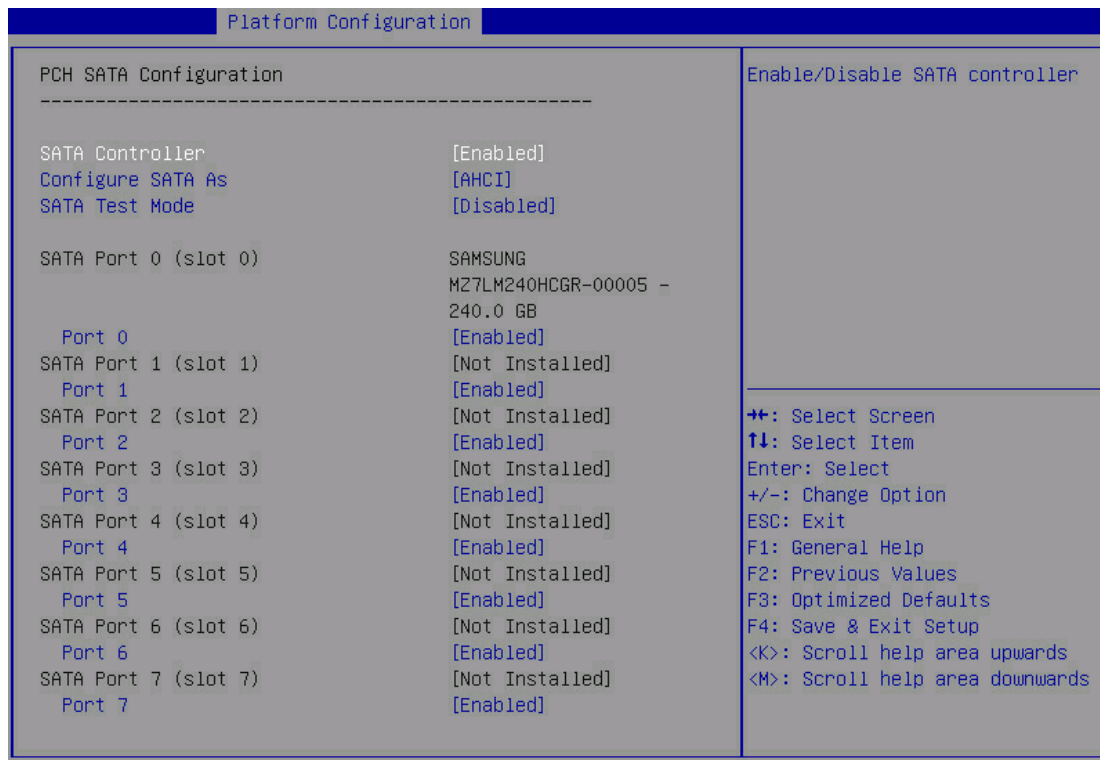 Platform Configuration
PCH SATA Configuration
--------------------------------------------------
SATA Controller [Enabled]
Configure SATA As [AHCI]
SATA Test Mode [Disabled]
SATA Port 0 (slot 0) SAMSUNG
MZ7LM240HCGR-00005 -
240.0 GB
Port 0 [Enabled]
SATA Port 1 (slot 1) [Not Installed]
Port 1 [Enabled]
SATA Port 2 (slot 2) [Not Installed]
Port 2 [Enabled]
SATA Port 3 (slot 3) [Not Installed]
Port 3 [Enabled]
SATA Port 4 (slot 4) [Not Installed]
Port 4 [Enabled]
SATA Port 5 (slot 5) [Not Installed]
Port 5 [Enabled]
SATA Port 6 (slot 6) [Not Installed]
Port 6 [Enabled]
SATA Port 7 (slot 7) [Not Installed]
Port 7 [Enabled]
Enable/Disable SATA controller
→←: Select Screen
↑↓: Select Item
Enter: Select
+/-: Change Option
ESC: Exit
F1: General Help
F2: Previous Values
F3: Optimized Defaults
F4: Save & Exit Setup
<K>: Scroll help area upwards
<M>: Scroll help area downwards